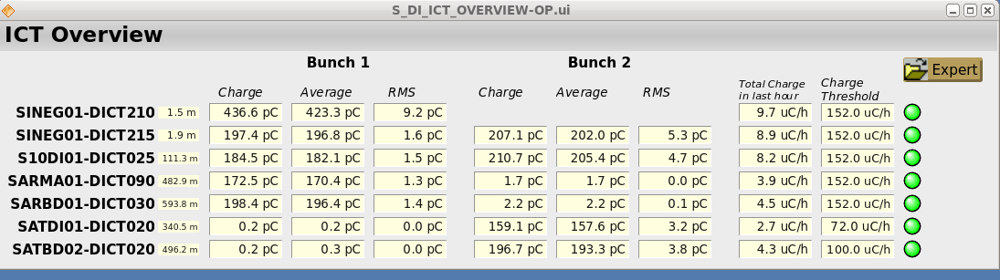 S_DI_ICT_OVERVIEW-OP.ui
ICT Overview
Bunch 1 Bunch 2 Expert
Charge Average RMS Charge Average RMS Total Charge in last hour Charge Threshold
SINEG01-DICT210 1.5 m 436.6 pC 423.3 pC 9.2 pC 9.7 uC/h 152.0 uC/h
SINEG01-DICT215 1.9 m 197.4 pC 196.8 pC 1.6 pC 207.1 pC 202.0 pC 5.3 pC 8.9 uC/h 152.0 uC/h
S10DI01-DICT025 111.3 m 184.5 pC 182.1 pC 1.5 pC 210.7 pC 205.4 pC 4.7 pC 8.2 uC/h 152.0 uC/h
SARMA01-DICT090 482.9 m 172.5 pC 170.4 pC 1.3 pC 1.7 pC 1.7 pC 0.0 pC 3.9 uC/h 152.0 uC/h
SARBD01-DICT030 593.8 m 198.4 pC 196.4 pC 1.4 pC 2.2 pC 2.2 pC 0.1 pC 4.5 uC/h 152.0 uC/h
SATDI01-DICT020 340.5 m 0.2 pC 0.2 pC 0.0 pC 159.1 pC 157.6 pC 3.2 pC 2.7 uC/h 72.0 uC/h
SATBD02-DICT020 496.2 m 0.2 pC 0.3 pC 0.0 pC 196.7 pC 193.3 pC 3.8 pC 4.3 uC/h 100.0 uC/h